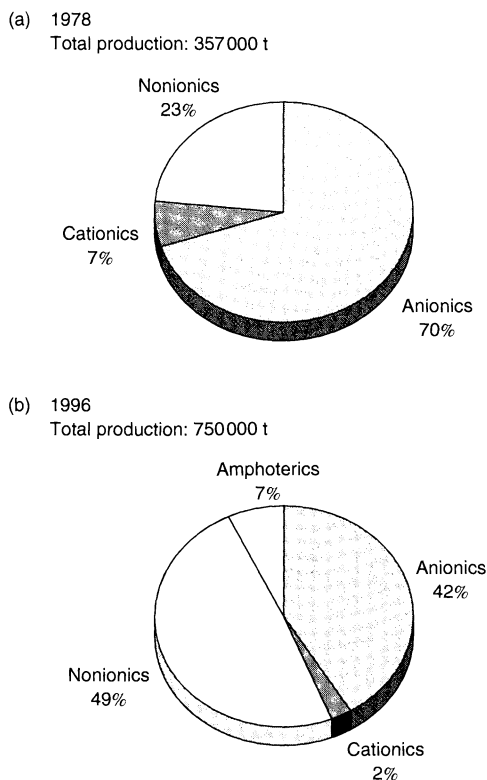 (a) 1978
Total production: 357 000 t
Nonionics
23%
Cationics
7%
Anionics
70%
(b) 1996
Total production: 750 000 t
Amphoterics
7%
Anionics
42%
Nonionics
49%
Cationics
2%